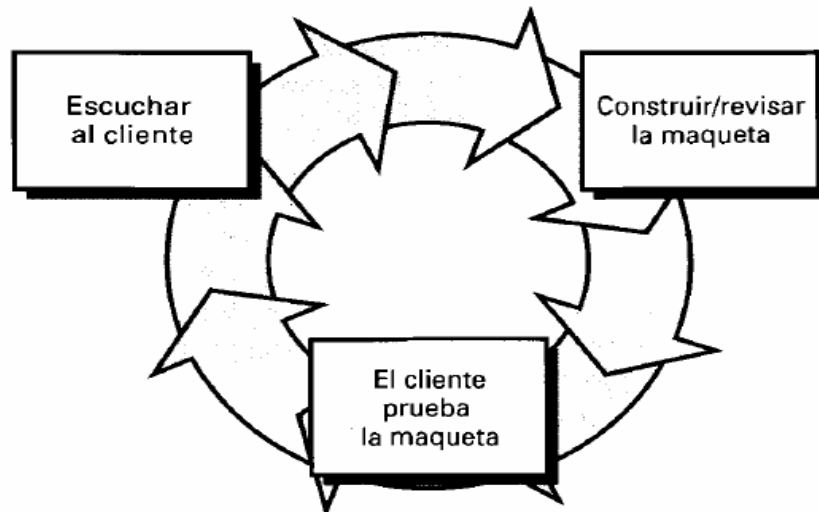 Escuchar
al cliente
Construir/revisar
la maqueta
El cliente
prueba
la maqueta